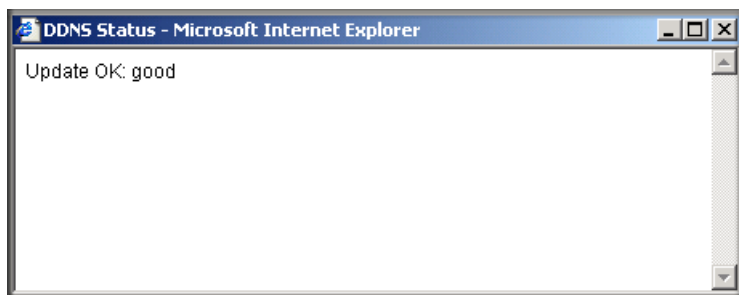 DDNS Status - Microsoft Internet Explorer
Update OK: good